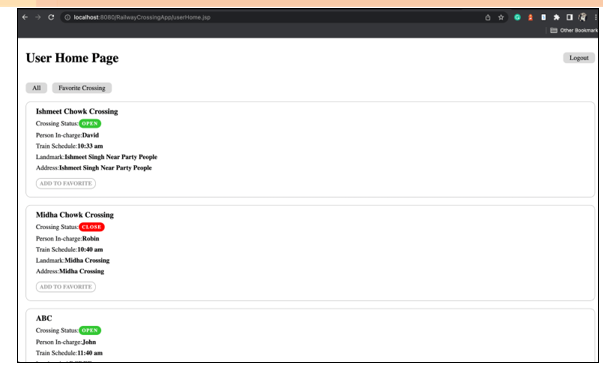 localhost:8080/RailwayCrossingApp/userHome.jsp
Other Bookmark
User Home Page
Logout
All Favorite Crossing
Ishmeet Chowk Crossing
Crossing Status:OPEN
Person In-charge:David
Train Schedule:10:33 am
Landmark:Ishmeet Singh Near Party People
Address:Ishmeet Singh Near Party People
ADD TO FAVORITE
Midha Chowk Crossing
Crossing Status:CLOSE
Person In-charge:Robin
Train Schedule:10:40 am
Landmark:Midha Crossing
Address:Midha Crossing
ADD TO FAVORITE
ABC
Crossing Status:OPEN
Person In-charge:John
Train Schedule:11:40 am